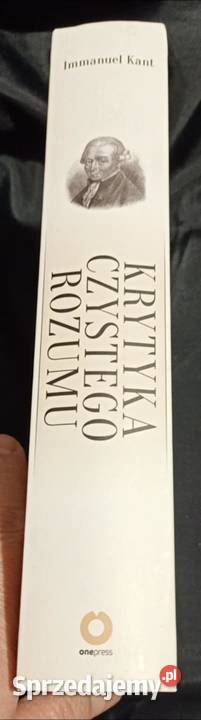 Immanuel Kant
KRYTYKA
CZYSTEGO
ROZUMU
onepress
Sprzedajemy.pl